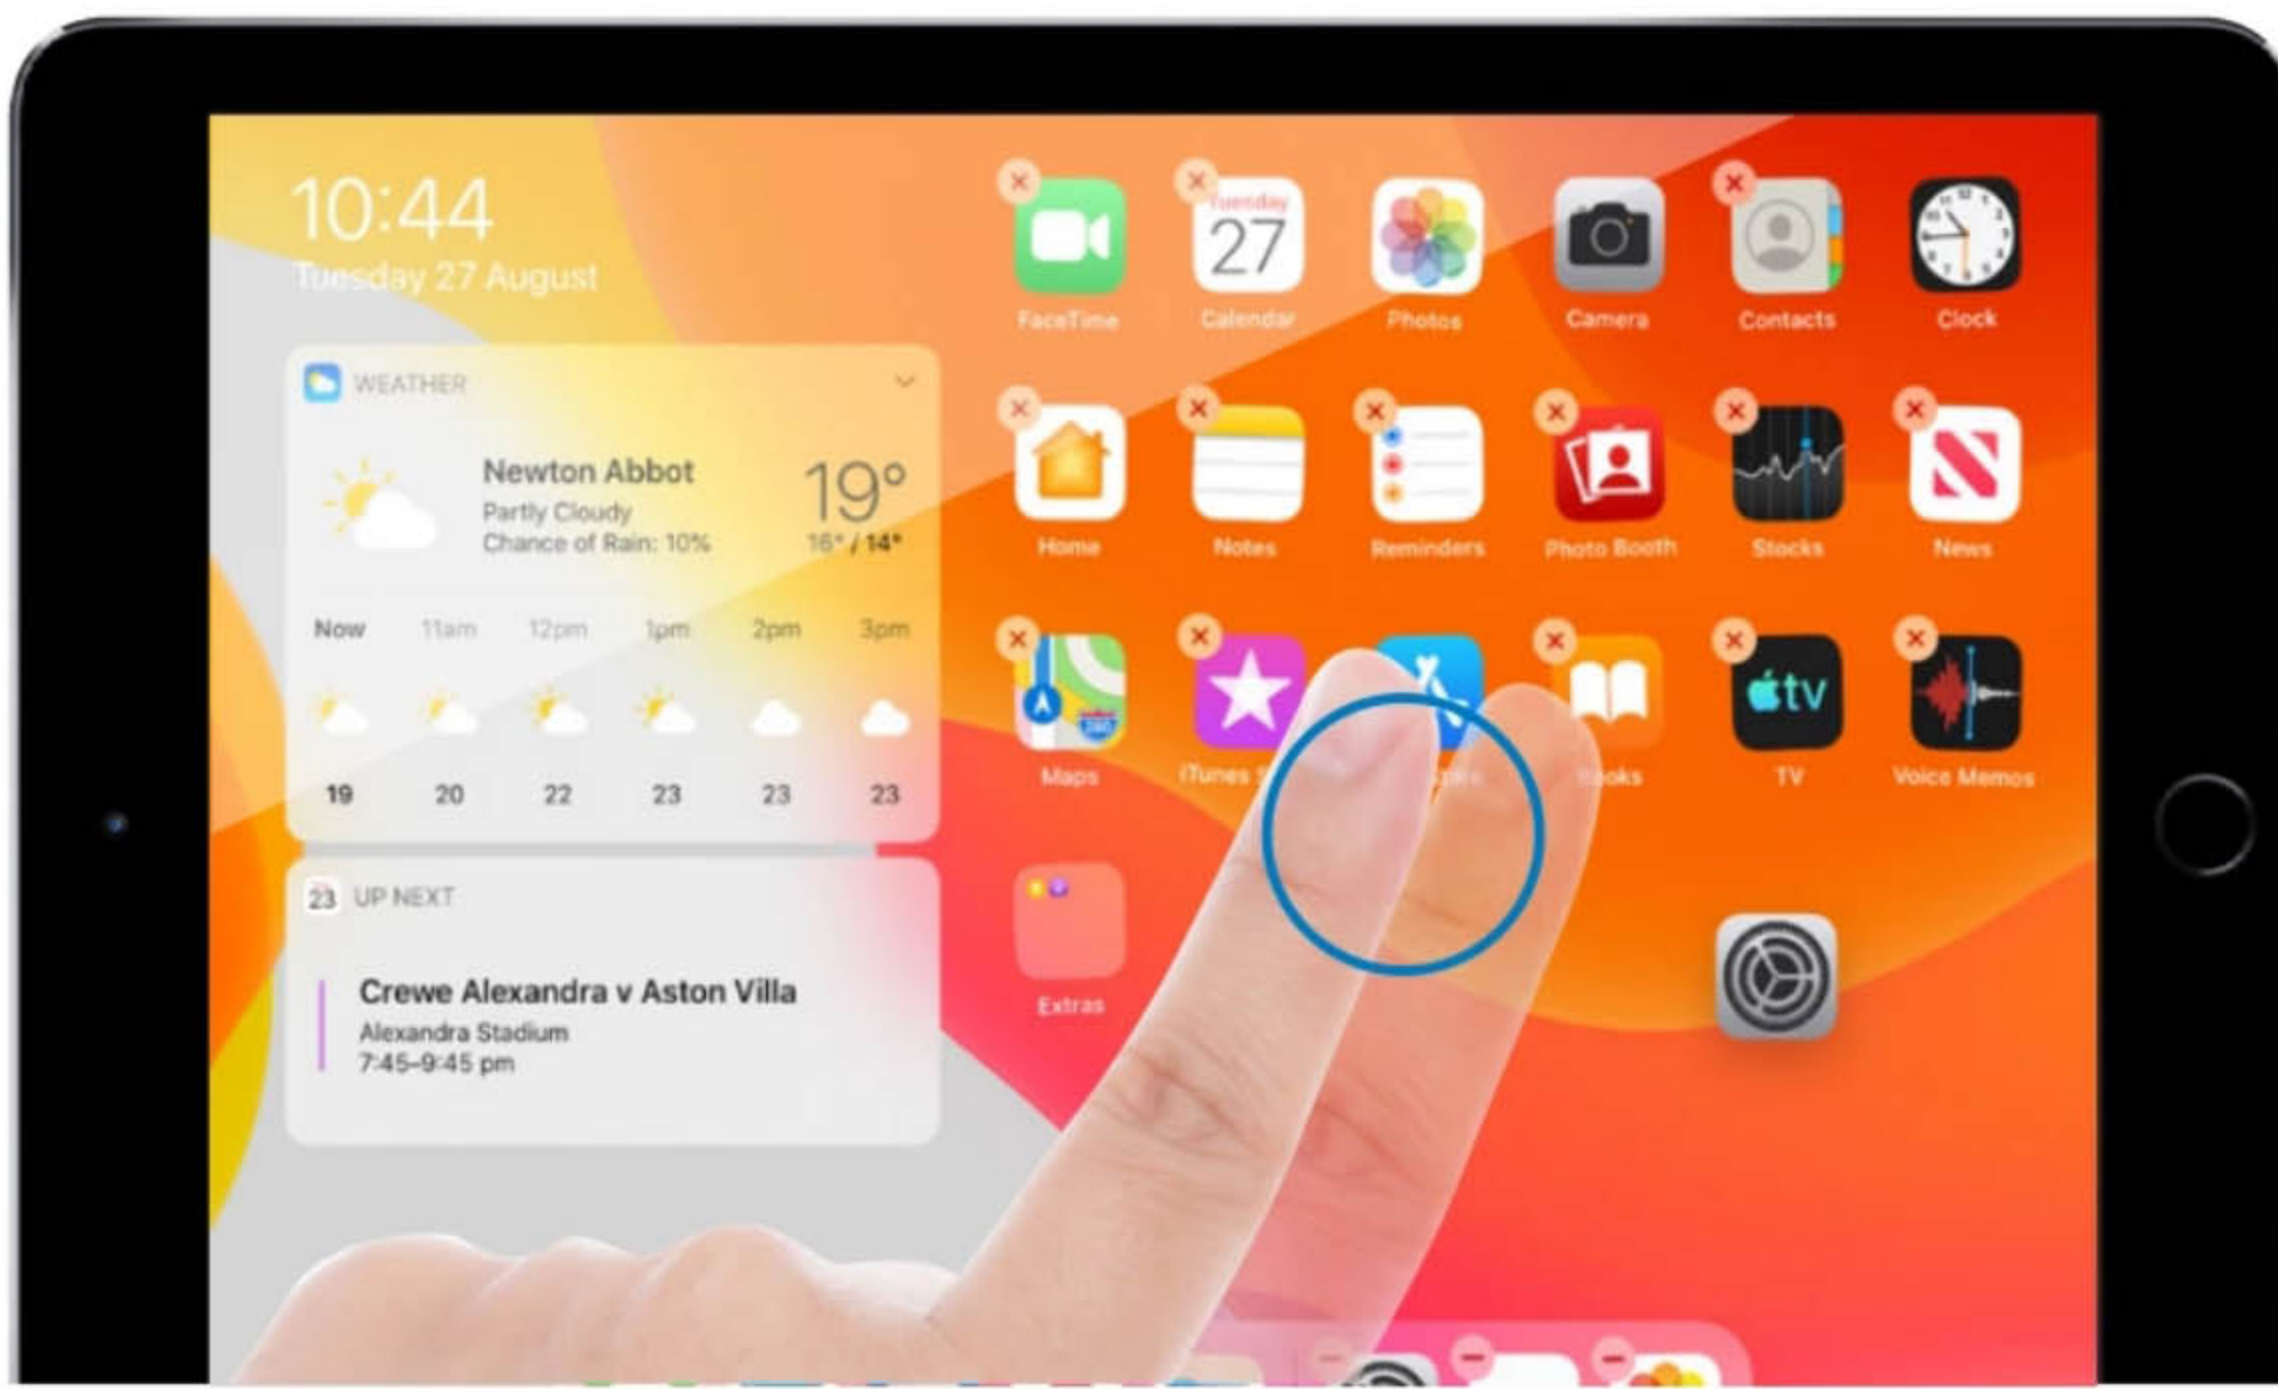 10:44
Tuesday 27 August
WEATHER
Newton Abbot
19°
Partly Cloudy
Chance of Rain: 10%
16° / 14°
Now 11am 12pm 1pm 2pm 3pm
19 20 22 23 23 23
23 UP NEXT
Crewe Alexandra v Aston Villa
Alexandra Stadium
7:45–9:45 pm
Tuesday
27
FaceTime Calendar Photos Camera Contacts Clock
Home Notes Reminders Photo Booth Stocks News
tv
Maps iTunes TV Voice Memos
Extras